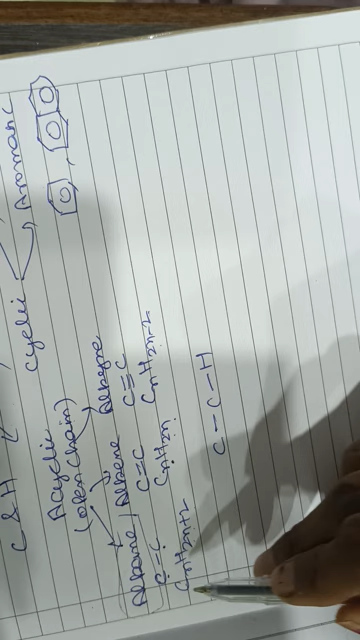 C & H
Acyclic Cyclic Aromatic
(open chain)
Alkane, Alkene Alkyne
C-C C=C C≡C
CnH2n+2 CnH2n CnH2n-2
C-C-H